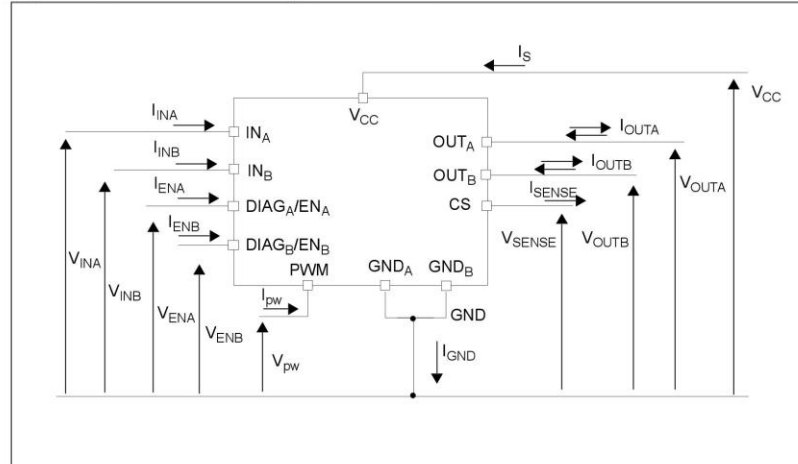 I_S
V_CC
I_INA
V_CC
IN_A
I_OUTA
OUT_A
I_INB
I_OUTB
IN_B
OUT_B
V_OUTA
I_ENA
I_SENSE
DIAG_A/EN_A
CS
I_ENB
V_SENSE
V_OUTB
DIAG_B/EN_B
V_INA
PWM
GND_A
GND_B
V_INB
I_pw
GND
V_ENA
V_ENB
I_GND
V_pw